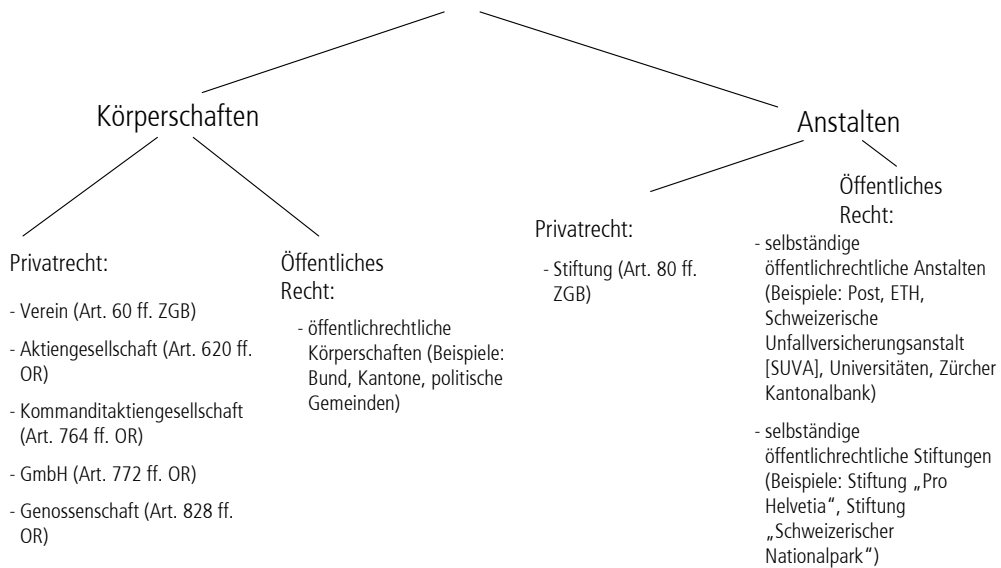 Körperschaften
Privatrecht:
- Verein (Art. 60 ff. ZGB)
- Aktiengesellschaft (Art. 620 ff.
OR)
- Kommanditaktiengesellschaft
(Art. 764 ff. OR)
- GmbH (Art. 772 ff. OR)
- Genossenschaft (Art. 828 ff.
OR)
Öffentliches
Recht:
- öffentlichrechtliche
Körperschaften (Beispiele:
Bund, Kantone, politische
Gemeinden)
Anstalten
Privatrecht:
- Stiftung (Art. 80 ff.
ZGB)
Öffentliches
Recht:
- selbständige
öffentlichrechtliche Anstalten
(Beispiele: Post, ETH,
Schweizerische
Unfallversicherungsanstalt
[SUVA], Universitäten, Zürcher
Kantonalbank)
- selbständige
öffentlichrechtliche Stiftungen
(Beispiele: Stiftung „Pro
Helvetia“, Stiftung
„Schweizerischer
Nationalpark“)